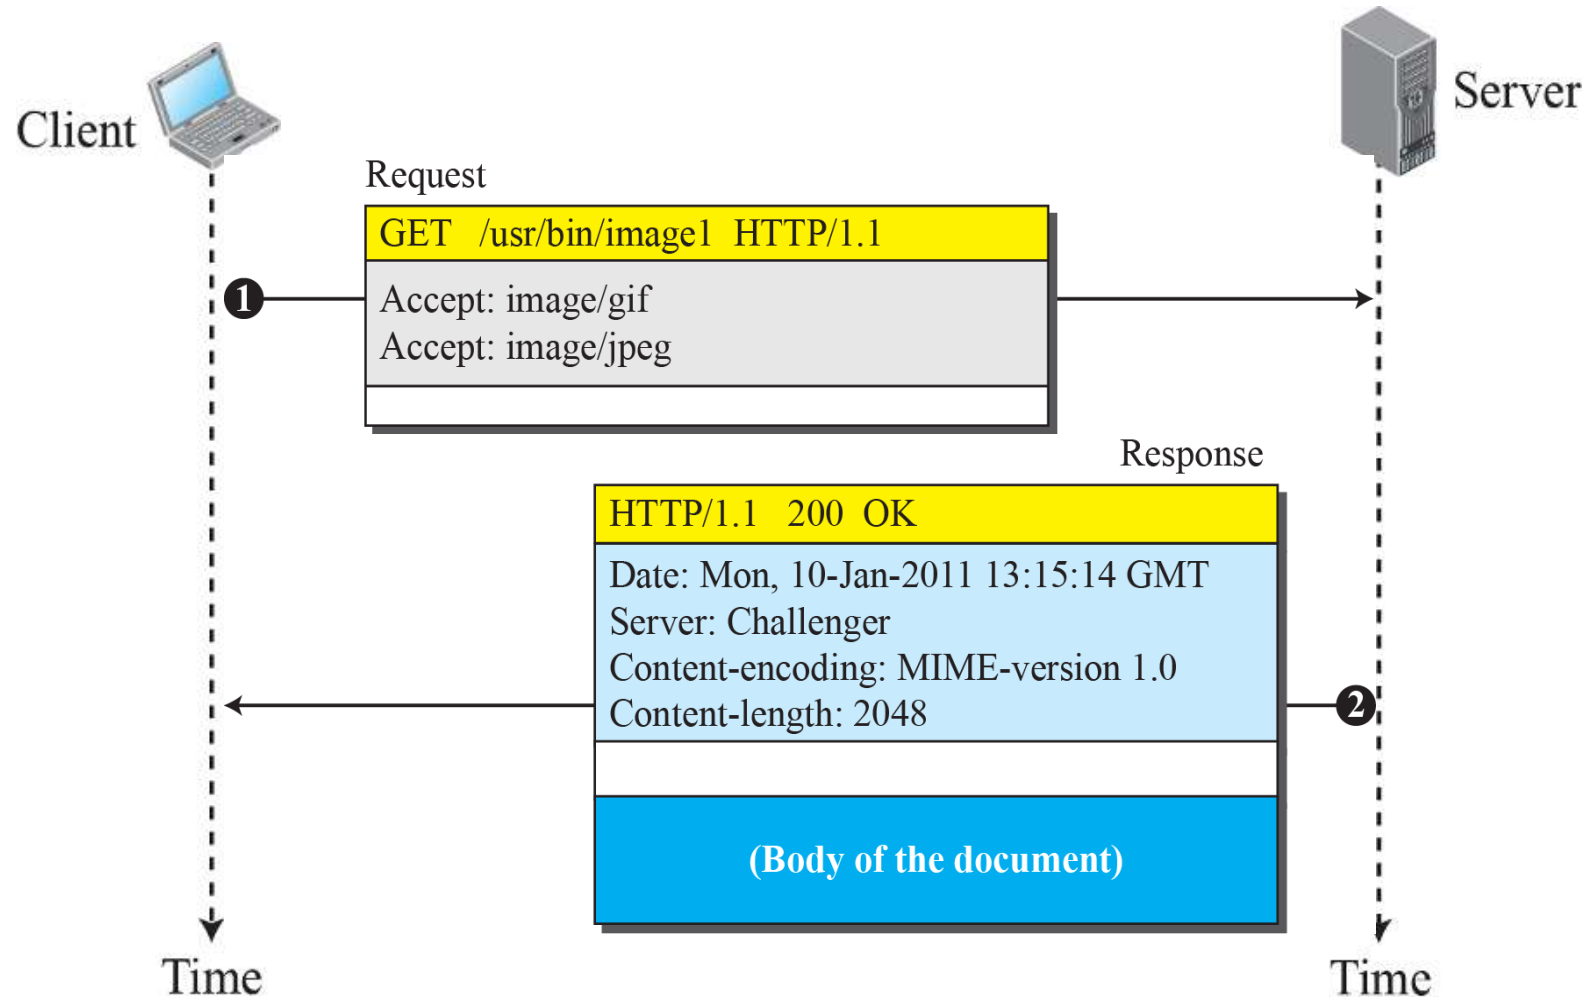 Client
Server
Request
GET /usr/bin/image1 HTTP/1.1
1
Accept: image/gif
Accept: image/jpeg
Response
HTTP/1.1 200 OK
Date: Mon, 10-Jan-2011 13:15:14 GMT
Server: Challenger
Content-encoding: MIME-version 1.0
Content-length: 2048
2
(Body of the document)
Time
Time